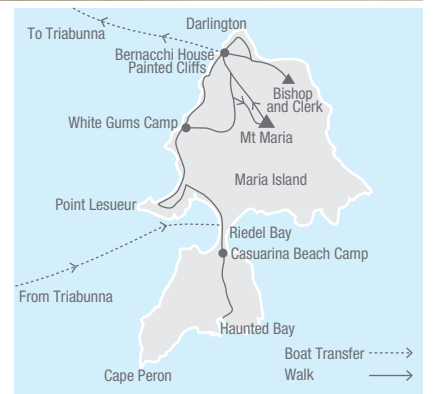 Darlington
To Triabunna
Bernacchi House
Painted Cliffs
Bishop
and Clerk
White Gums Camp
Mt Maria
Maria Island
Point Lesueur
Riedel Bay
Casuarina Beach Camp
From Triabunna
Haunted Bay
Boat Transfer
Cape Peron
Walk